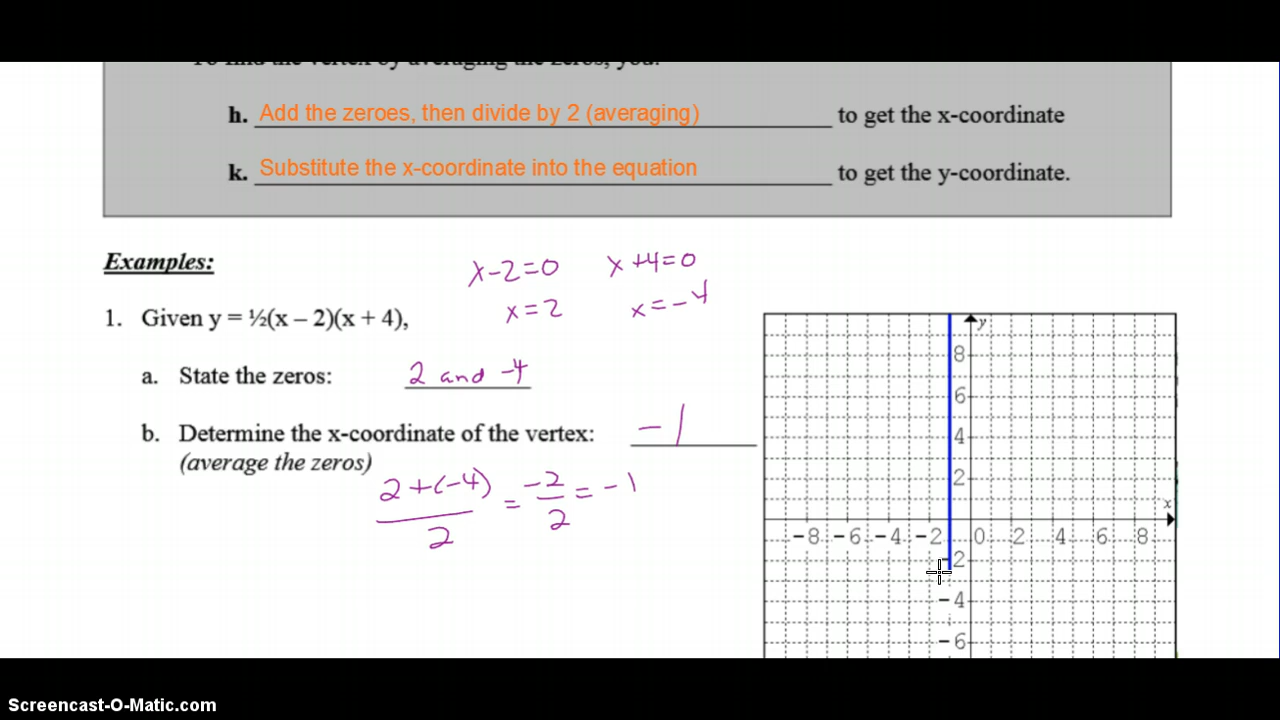 To find the vertex by averaging the zeros, you:
h. Add the zeroes, then divide by 2 (averaging) to get the x-coordinate
k. Substitute the x-coordinate into the equation to get the y-coordinate.
Examples:
x-2=0 x+4=0
x=2 x=-4
1. Given y = ½(x – 2)(x + 4),
a. State the zeros: 2 and -4
b. Determine the x-coordinate of the vertex: -1
(average the zeros)
2+(-4)/2 = -2/2 = -1
y
8
6
4
2
x
-8 -6 -4 -2 0 2 4 6 8
-2
-4
-6
Screencast-O-Matic.com